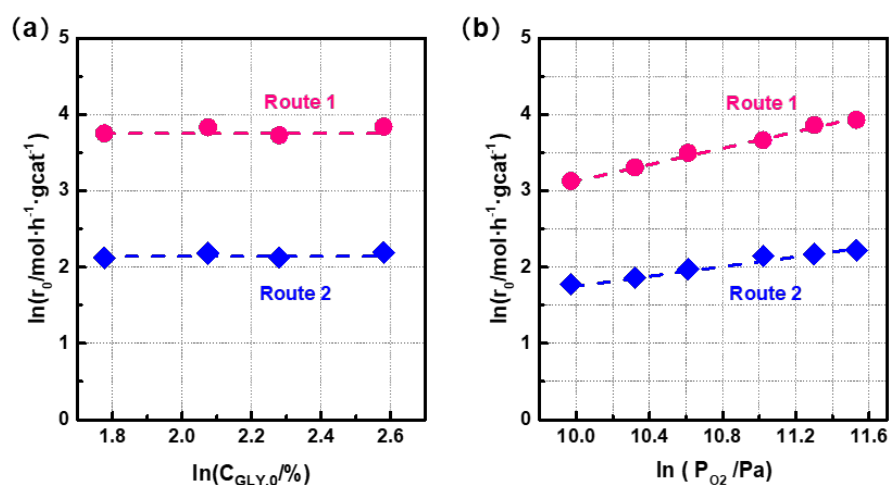 (a)
5
4
3
2
1
0
ln(r₀/mol·h⁻¹·gcat⁻¹)
Route 1
Route 2
1.8 2.0 2.2 2.4 2.6
ln(C_GLY,0/%)
(b)
5
4
3
2
1
0
ln(r₀/mol·h⁻¹·gcat⁻¹)
Route 1
Route 2
10.0 10.4 10.8 11.2 11.6
ln ( P_O2 /Pa)